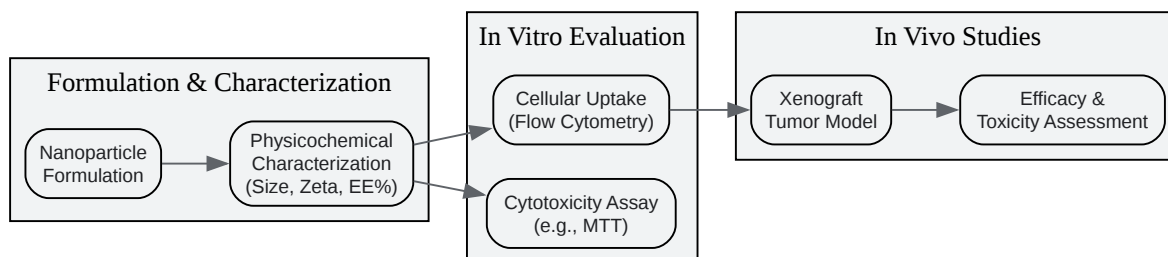 Formulation & Characterization
Nanoparticle
Formulation
Physicochemical
Characterization
(Size, Zeta, EE%)
In Vitro Evaluation
Cellular Uptake
(Flow Cytometry)
Cytotoxicity Assay
(e.g., MTT)
In Vivo Studies
Xenograft
Tumor Model
Efficacy &
Toxicity Assessment